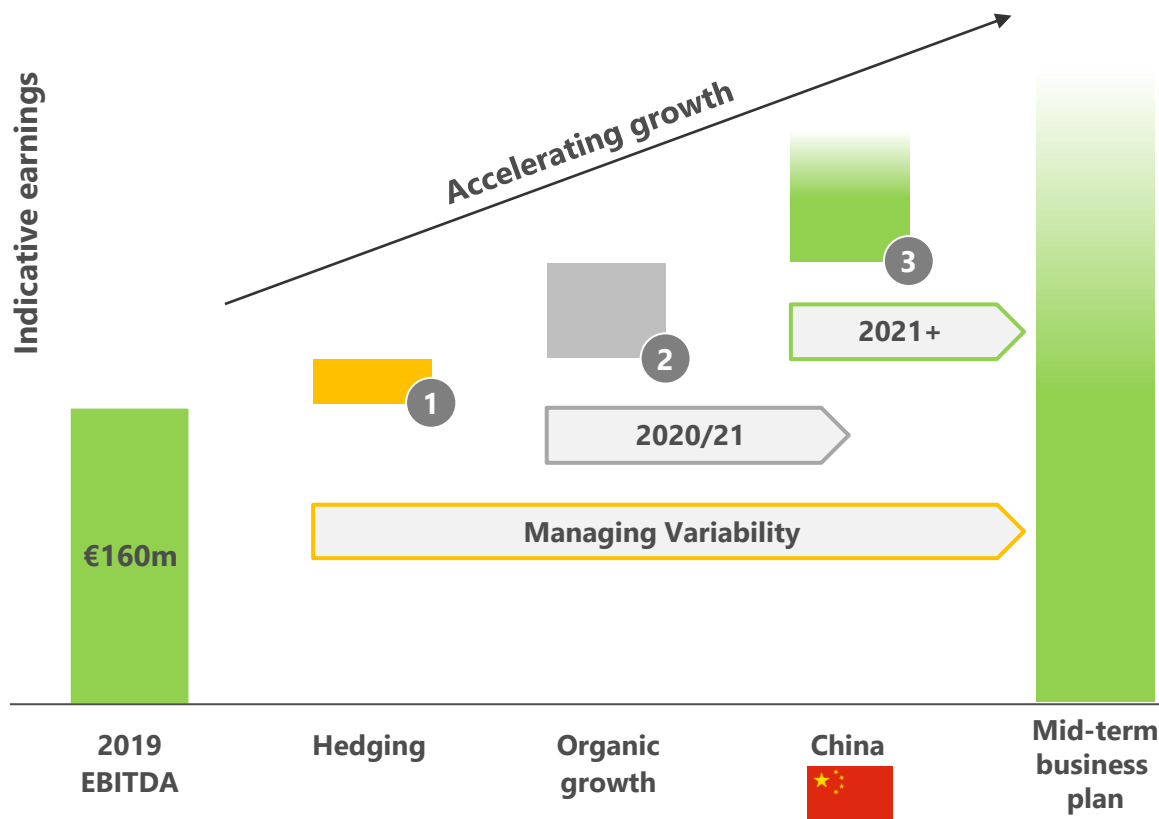 Indicative earnings
Accelerating growth
3
2021+
2
1
2020/21
Managing Variability
€160m
2019
EBITDA
Hedging
Organic
growth
China
Mid-term
business
plan